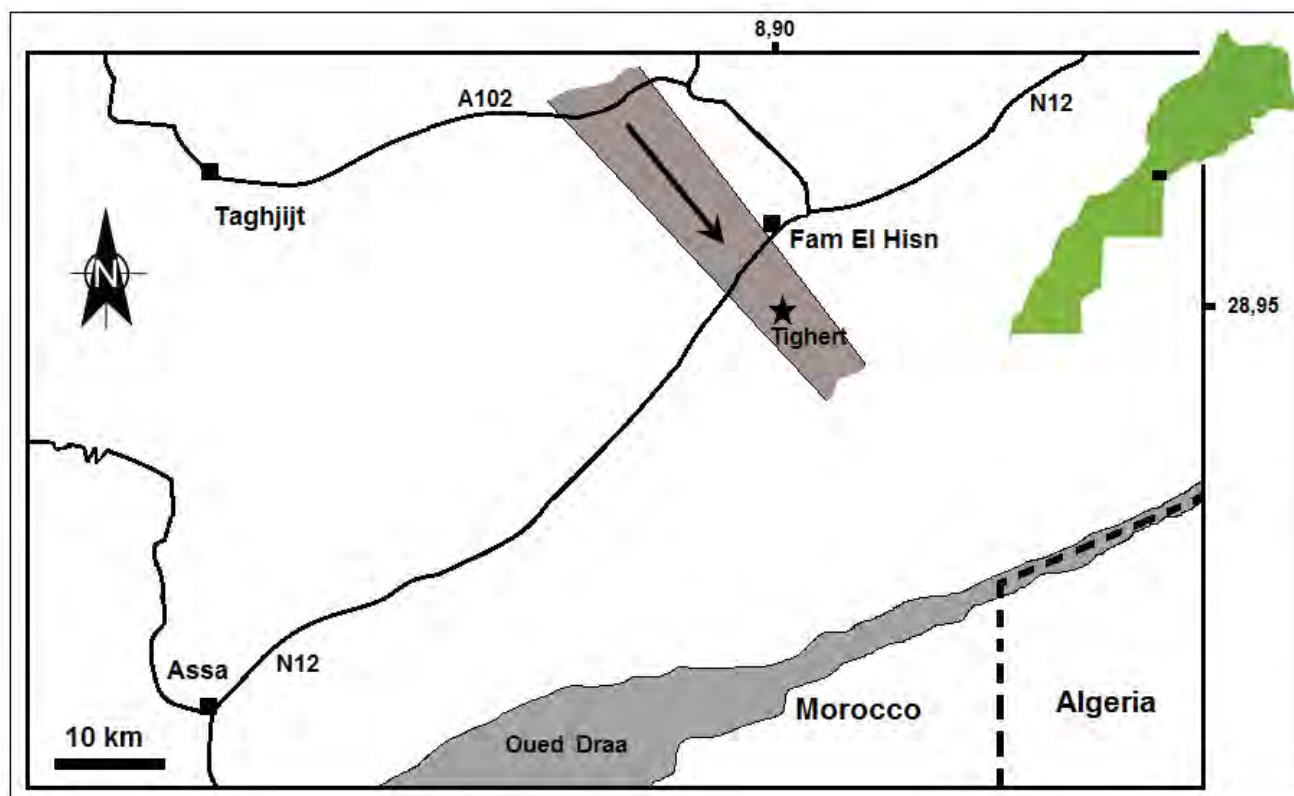 8,90
A102
N12
Taghjijt
Fam El Hisn
N
28,95
Tighert
Assa
N12
Morocco
Algeria
10 km
Oued Draa